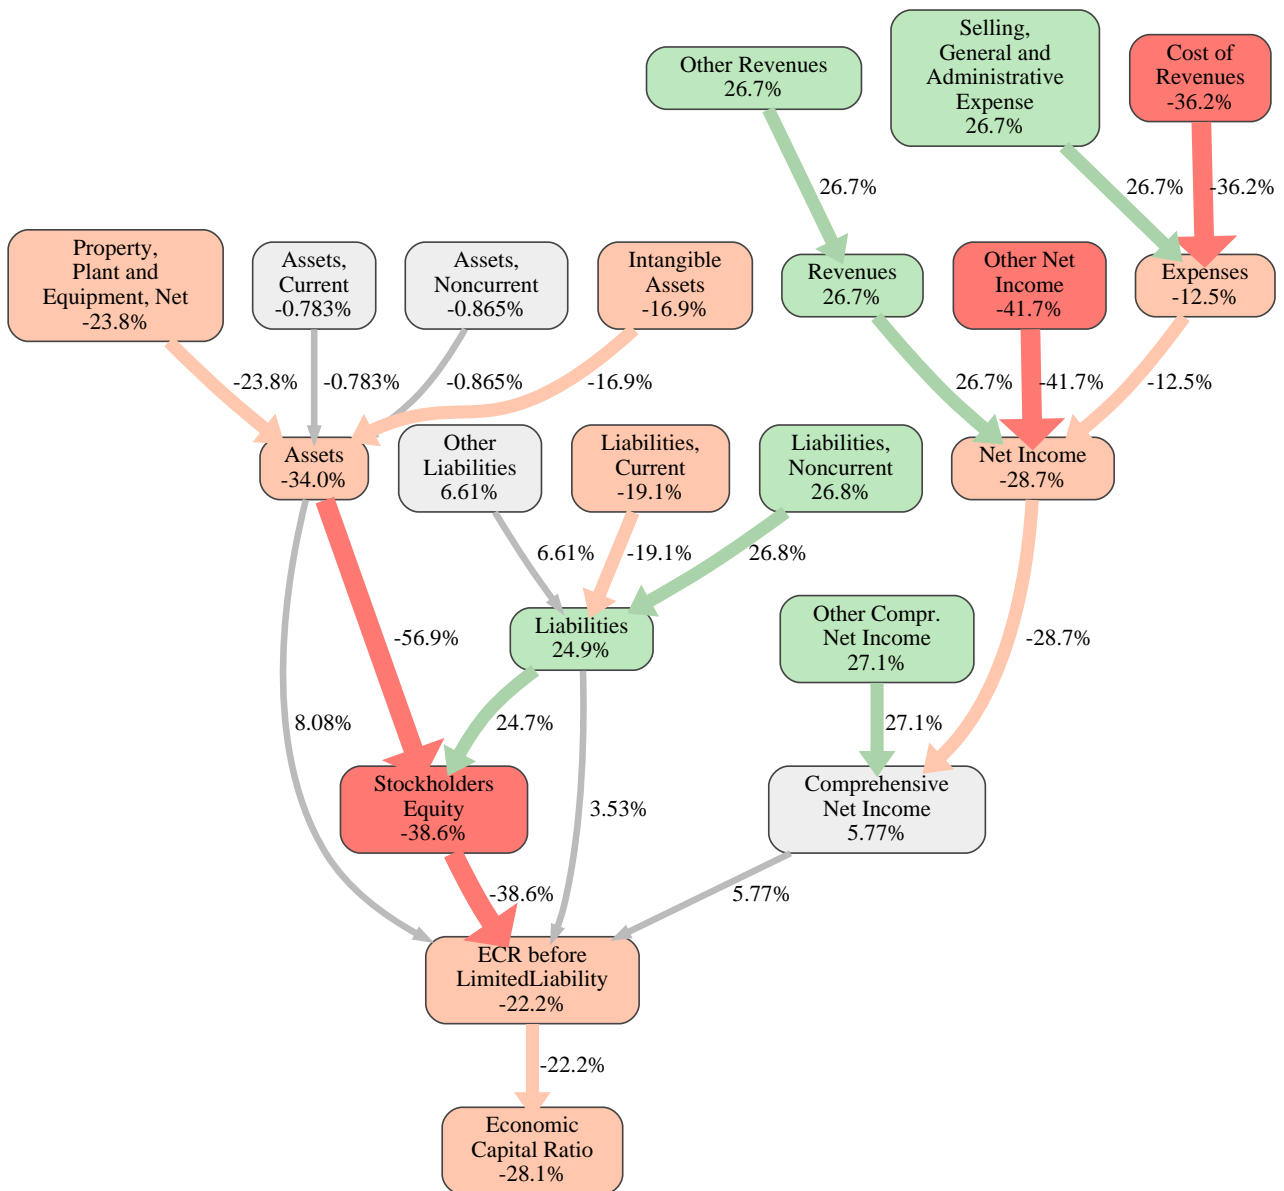 Selling,
General and
Administrative
Expense
26.7%
Other Revenues
26.7%
Cost of
Revenues
-36.2%
26.7%
26.7%
-36.2%
Property,
Plant and
Equipment, Net
-23.8%
Assets,
Current
-0.783%
Assets,
Noncurrent
-0.865%
Intangible
Assets
-16.9%
Revenues
26.7%
Other Net
Income
-41.7%
Expenses
-12.5%
-23.8%
-0.783%
-0.865%
-16.9%
26.7%
-41.7%
-12.5%
Assets
-34.0%
Other
Liabilities
6.61%
Liabilities,
Current
-19.1%
Liabilities,
Noncurrent
26.8%
Net Income
-28.7%
6.61%
-19.1%
26.8%
-56.9%
Liabilities
24.9%
Other Compr.
Net Income
27.1%
-28.7%
8.08%
24.7%
27.1%
Stockholders
Equity
-38.6%
3.53%
Comprehensive
Net Income
5.77%
-38.6%
5.77%
ECR before
LimitedLiability
-22.2%
-22.2%
Economic
Capital Ratio
-28.1%